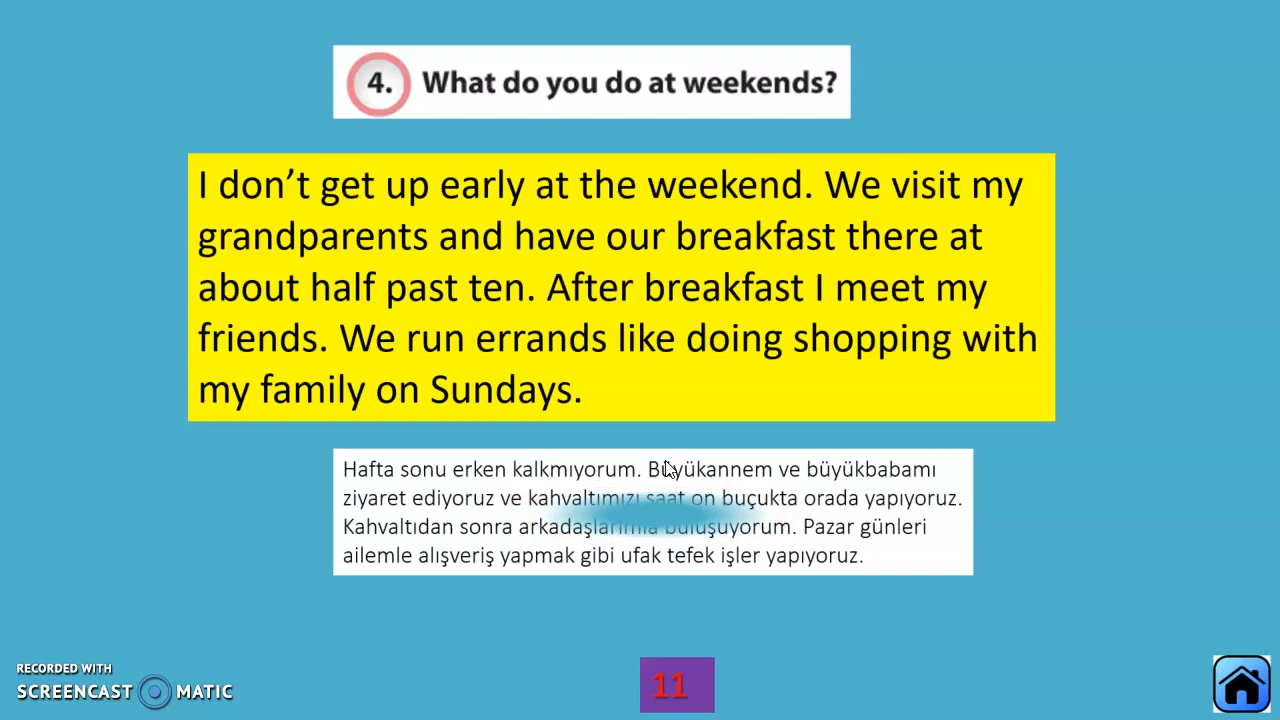 4. What do you do at weekends?
I don’t get up early at the weekend. We visit my
grandparents and have our breakfast there at
about half past ten. After breakfast I meet my
friends. We run errands like doing shopping with
my family on Sundays.
Hafta sonu erken kalkmıyorum. Büyükannem ve büyükbabamı
ziyaret ediyoruz ve kahvaltımızı saat on buçukta orada yapıyoruz.
Kahvaltıdan sonra arkadaşlarımla buluşuyorum. Pazar günleri
ailemle alışveriş yapmak gibi ufak tefek işler yapıyoruz.
RECORDED WITH
SCREENCAST MATIC
11